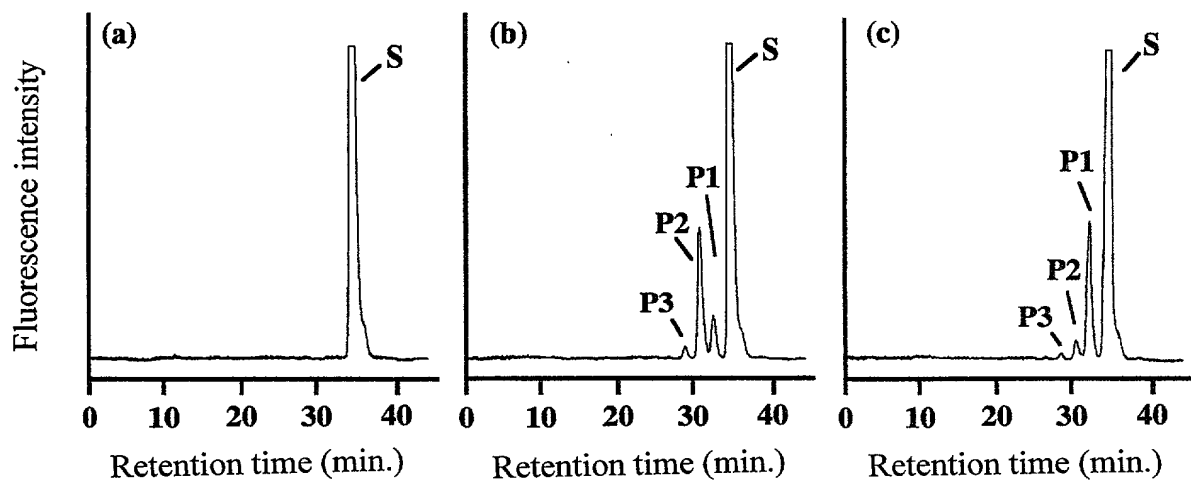 Fluorescence intensity
(a)
S
0 10 20 30 40
Retention time (min.)
(b)
S
P1
P2
P3
0 10 20 30 40
Retention time (min.)
(c)
S
P1
P2
P3
0 10 20 30 40
Retention time (min.)